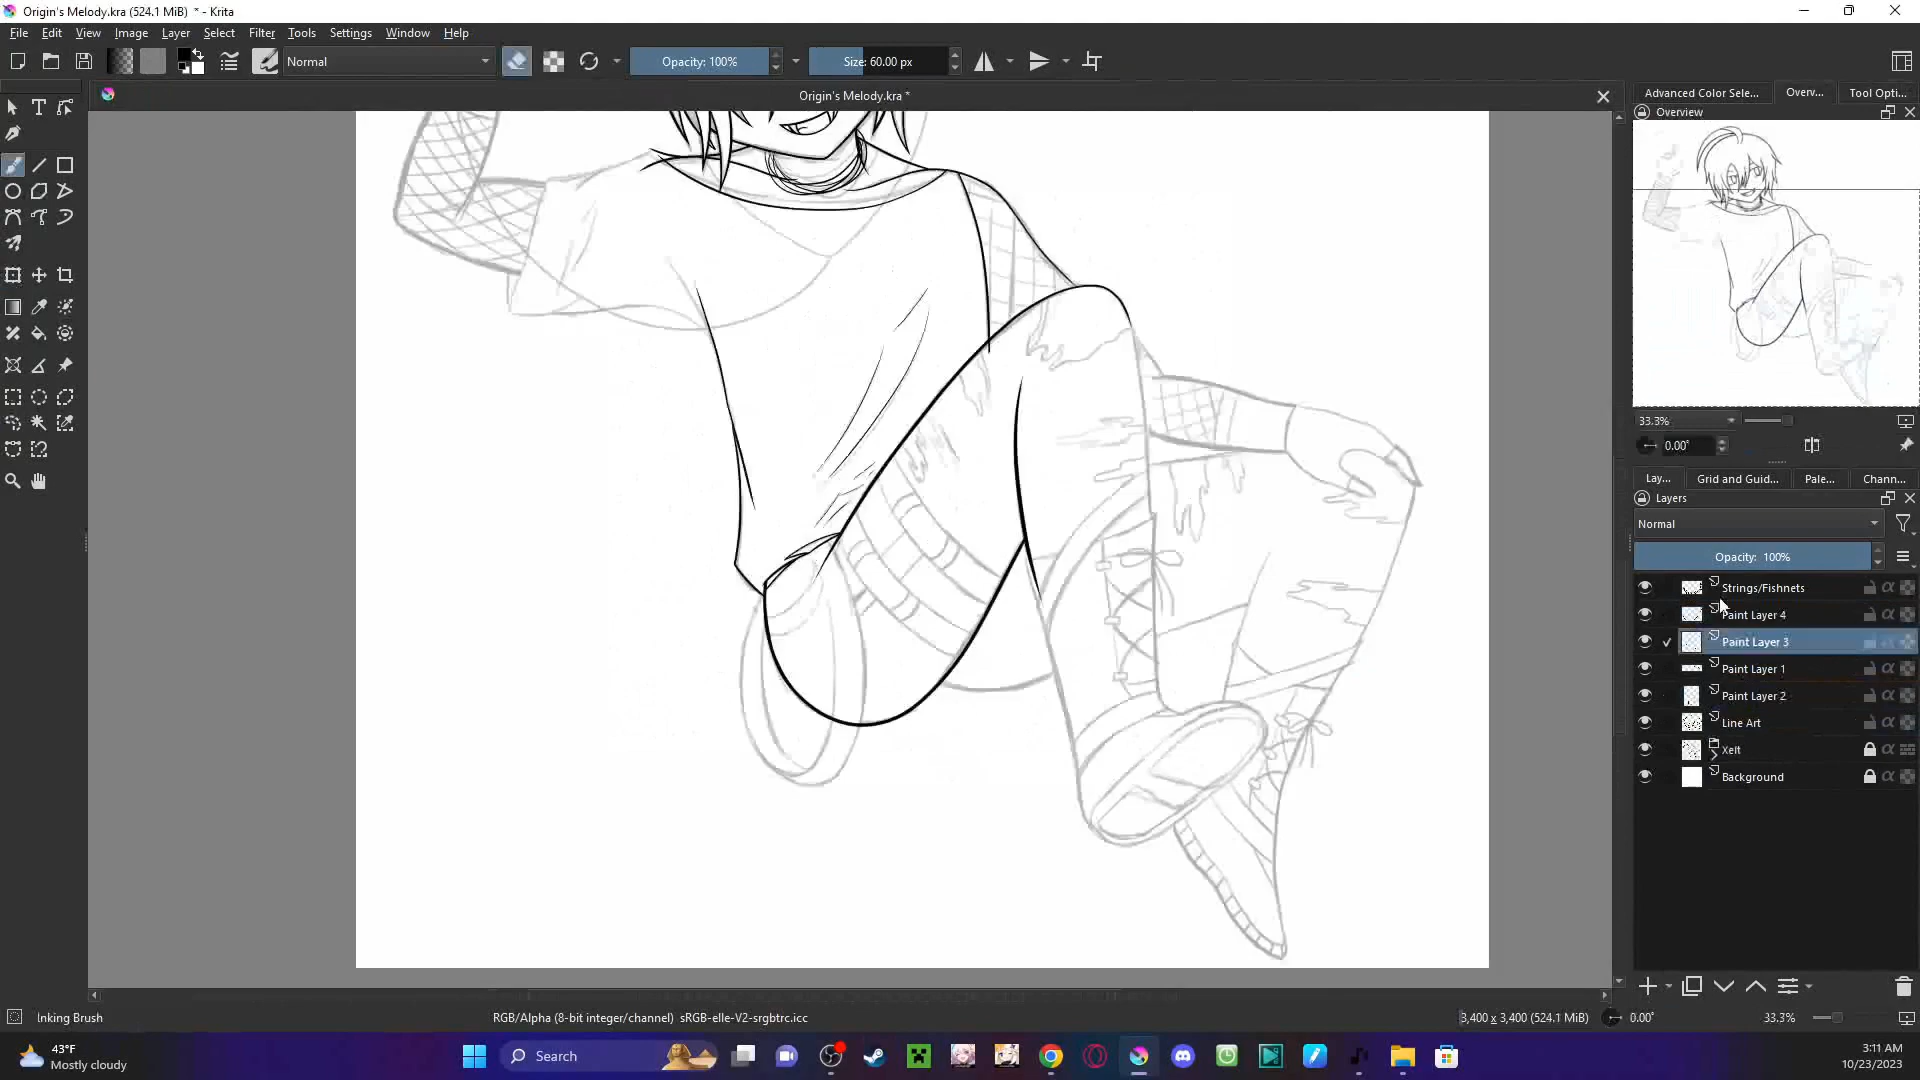 Origin's Melody.kra (524.1 MiB) * - Krita
File Edit View Image Layer Select Filter Tools Settings Window Help
Normal
Opacity: 100%
Size: 60.00 px
Origin's Melody.kra *
Advanced Color Sele...
Overv...
Tool Opti...
Overview
33.3%
0.00°
Lay...
Grid and Guid...
Pale...
Chann...
Layers
Normal
Opacity: 100%
Strings/Fishnets
Paint Layer 4
Paint Layer 3
Paint Layer 1
Paint Layer 2
Line Art
Xelt
Background
Inking Brush
RGB/Alpha (8-bit integer/channel) sRGB-elle-V2-srgbtrc.icc
3,400 x 3,400 (524.1 MiB)
0.00°
33.3%
43°F
Mostly cloudy
Search
3:11 AM
10/23/2023